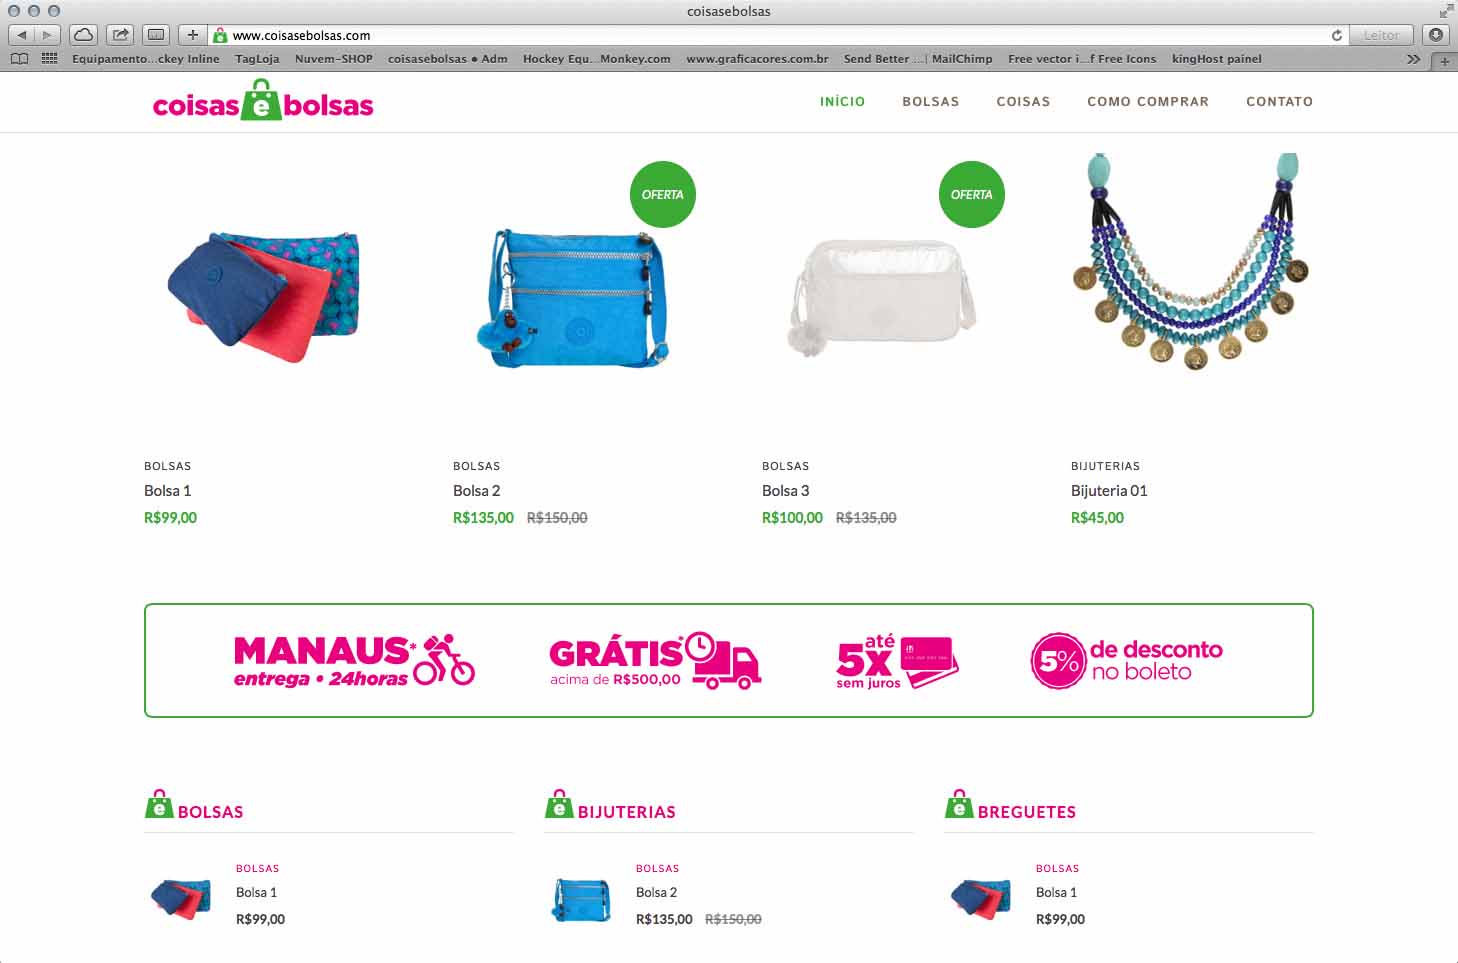 coisasebolsas
www.coisasebolsas.com
Leitor
Equipamento...ckey Inline
TagLoja
Nuvem-SHOP
coisasebolsas • Adm
Hockey Equ...Monkey.com
www.graficacores.com.br
Send Better ...| MailChimp
Free vector i...f Free Icons
kingHost painel
coisas e bolsas
INÍCIO
BOLSAS
COISAS
COMO COMPRAR
CONTATO
OFERTA
OFERTA
BOLSAS
Bolsa 1
R$99,00
BOLSAS
Bolsa 2
R$135,00 R$150,00
BOLSAS
Bolsa 3
R$100,00 R$135,00
BIJUTERIAS
Bijuteria 01
R$45,00
MANAUS*
entrega • 24horas
GRÁTIS*
acima de R$500,00
até
5x
sem juros
5%
de desconto
no boleto
e BOLSAS
BOLSAS
Bolsa 1
R$99,00
e BIJUTERIAS
BOLSAS
Bolsa 2
R$135,00 R$150,00
e BREGUETES
BOLSAS
Bolsa 1
R$99,00